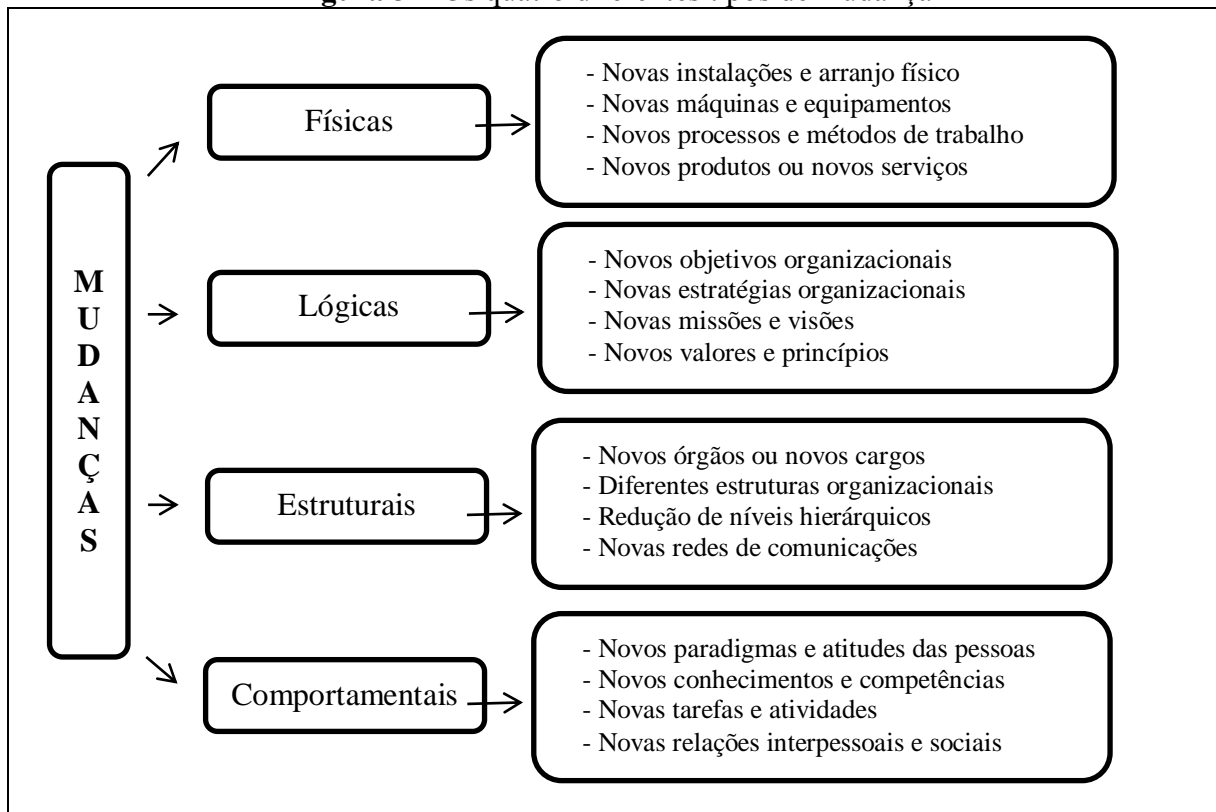 Físicas
- Novas instalações e arranjo físico
- Novas máquinas e equipamentos
- Novos processos e métodos de trabalho
- Novos produtos ou novos serviços
M
U
D
A
N
Ç
A
S
Lógicas
- Novos objetivos organizacionais
- Novas estratégias organizacionais
- Novas missões e visões
- Novos valores e princípios
Estruturais
- Novos órgãos ou novos cargos
- Diferentes estruturas organizacionais
- Redução de níveis hierárquicos
- Novas redes de comunicações
Comportamentais
- Novos paradigmas e atitudes das pessoas
- Novos conhecimentos e competências
- Novas tarefas e atividades
- Novas relações interpessoais e sociais